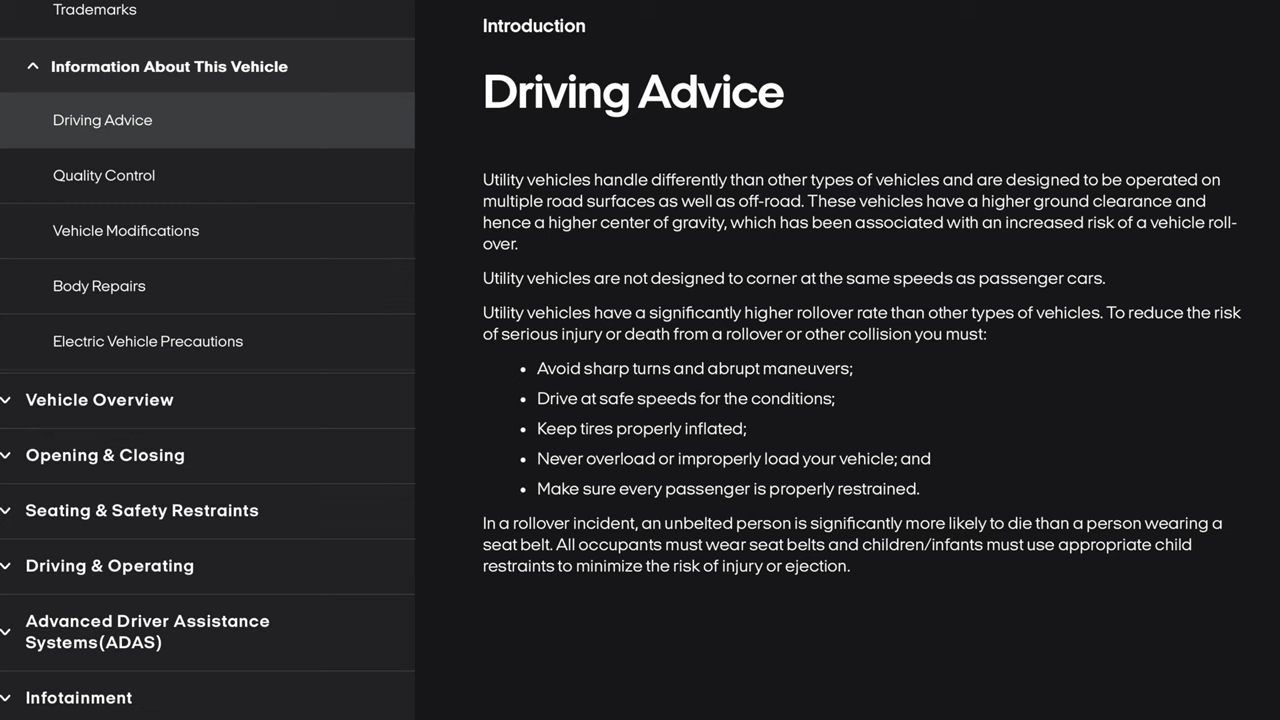 Trademarks
Information About This Vehicle
Driving Advice
Quality Control
Vehicle Modifications
Body Repairs
Electric Vehicle Precautions
Vehicle Overview
Opening & Closing
Seating & Safety Restraints
Driving & Operating
Advanced Driver Assistance
Systems(ADAS)
Infotainment
Introduction
Driving Advice
Utility vehicles handle differently than other types of vehicles and are designed to be operated on
multiple road surfaces as well as off-road. These vehicles have a higher ground clearance and
hence a higher center of gravity, which has been associated with an increased risk of a vehicle roll-
over.
Utility vehicles are not designed to corner at the same speeds as passenger cars.
Utility vehicles have a significantly higher rollover rate than other types of vehicles. To reduce the risk
of serious injury or death from a rollover or other collision you must:
• Avoid sharp turns and abrupt maneuvers;
• Drive at safe speeds for the conditions;
• Keep tires properly inflated;
• Never overload or improperly load your vehicle; and
• Make sure every passenger is properly restrained.
In a rollover incident, an unbelted person is significantly more likely to die than a person wearing a
seat belt. All occupants must wear seat belts and children/infants must use appropriate child
restraints to minimize the risk of injury or ejection.